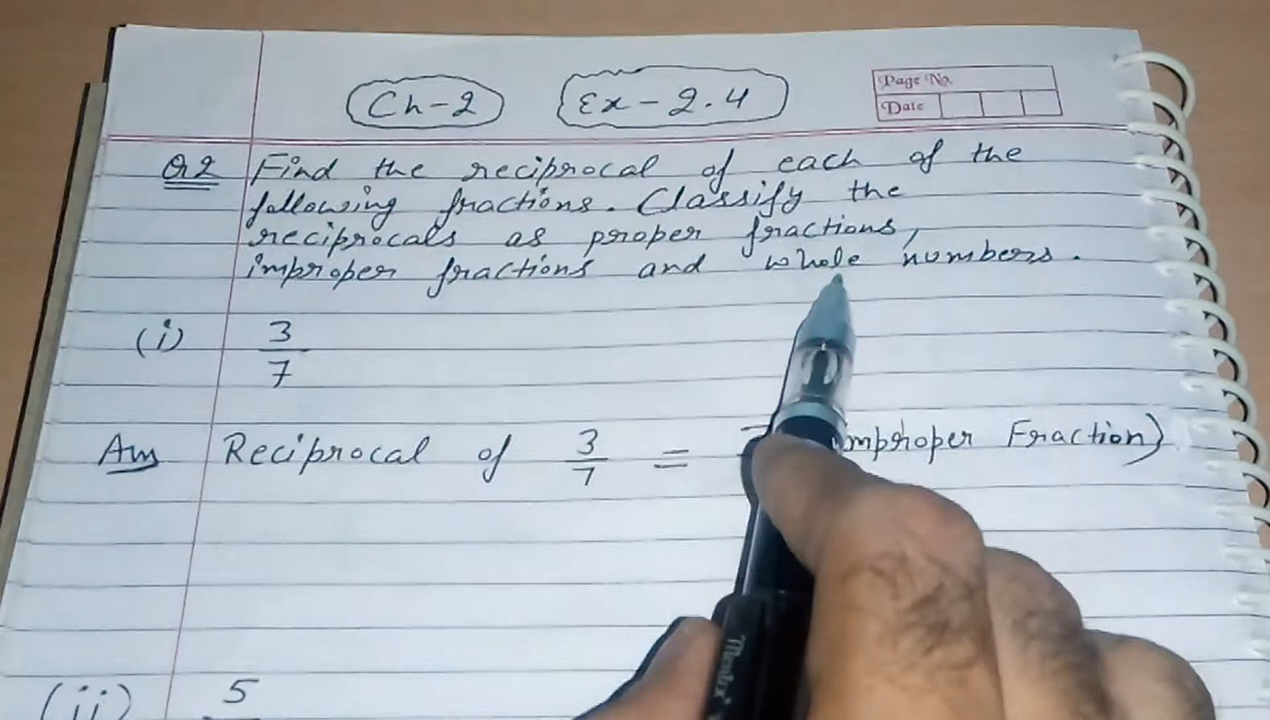 Ch-2
Ex-2.4
Page No.
Date
Q2 Find the reciprocal of each of the
following fractions. Classify the
reciprocals as proper fractions,
improper fractions and whole numbers.
(i) 3/7
Ans Reciprocal of 3/7 = mproper Fraction)
(ii) 5